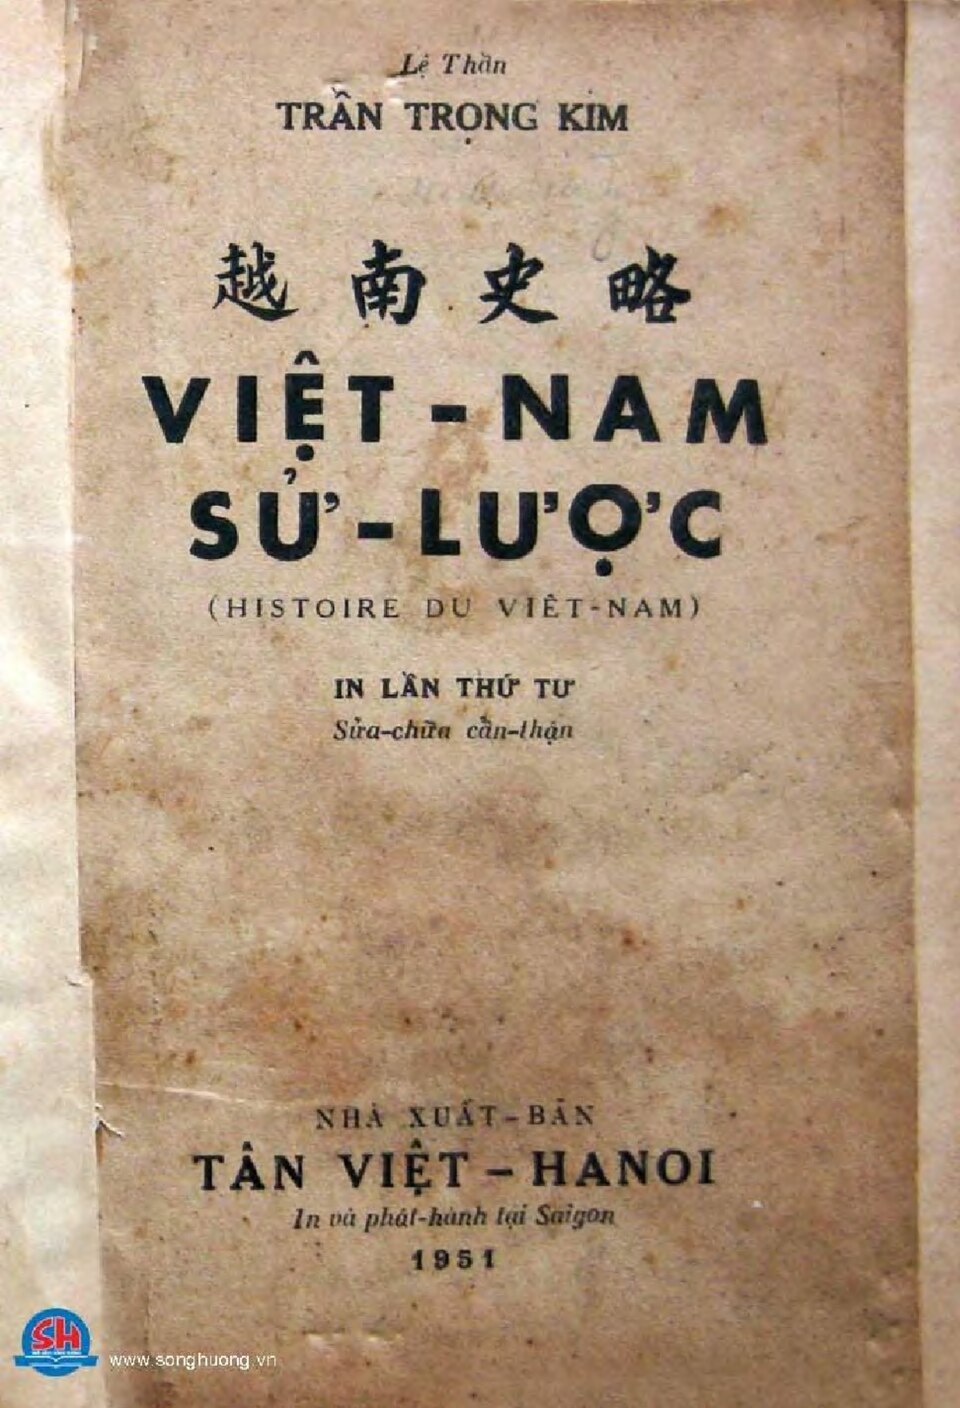 Lệ Thần
TRẦN TRỌNG KIM
越南史略
VIỆT-NAM
SỬ-LƯỢC
(HISTOIRE DU VIÊT-NAM)
IN LẦN THỨ TƯ
Sửa-chữa cẩn-thận
NHÀ XUẤT-BẢN
TÂN VIỆT - HANOI
In và phát-hành tại Saigon
1951
SH
www.songhuong.vn